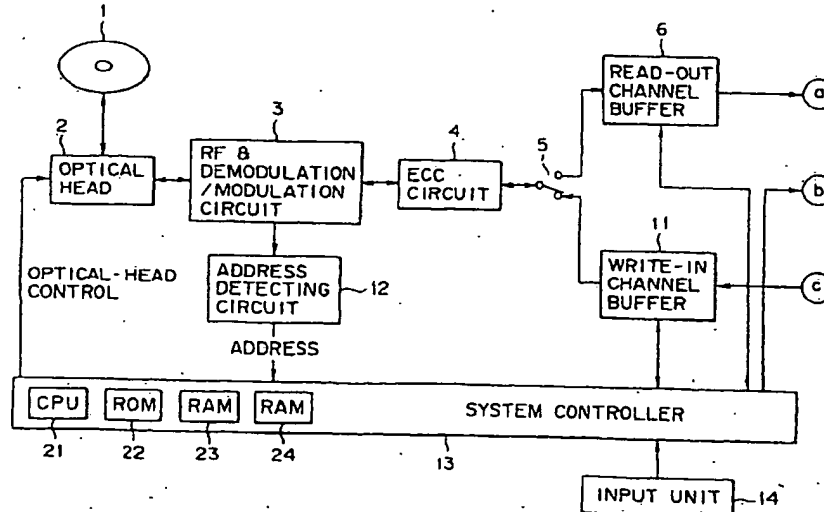 1
2
OPTICAL
HEAD
3
RF &
DEMODULATION
/MODULATION
CIRCUIT
4
ECC
CIRCUIT
5
6
READ-OUT
CHANNEL
BUFFER
a
b
11
WRITE-IN
CHANNEL
BUFFER
c
OPTICAL-HEAD
CONTROL
ADDRESS
DETECTING
CIRCUIT
12
ADDRESS
CPU
ROM
RAM
RAM
SYSTEM CONTROLLER
21
22
23
24
13
INPUT UNIT
14